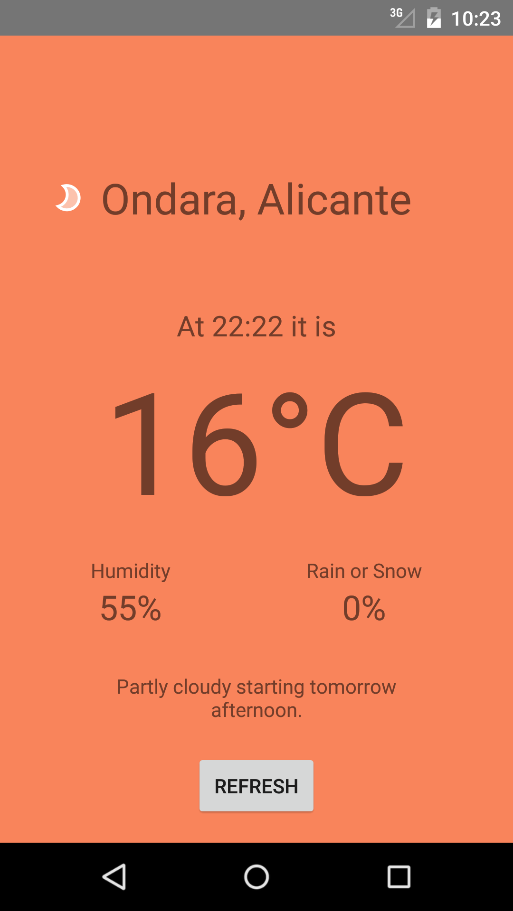 3G 10:23
Ondara, Alicante
At 22:22 it is
16°C
Humidity Rain or Snow
55% 0%
Partly cloudy starting tomorrow
afternoon.
REFRESH